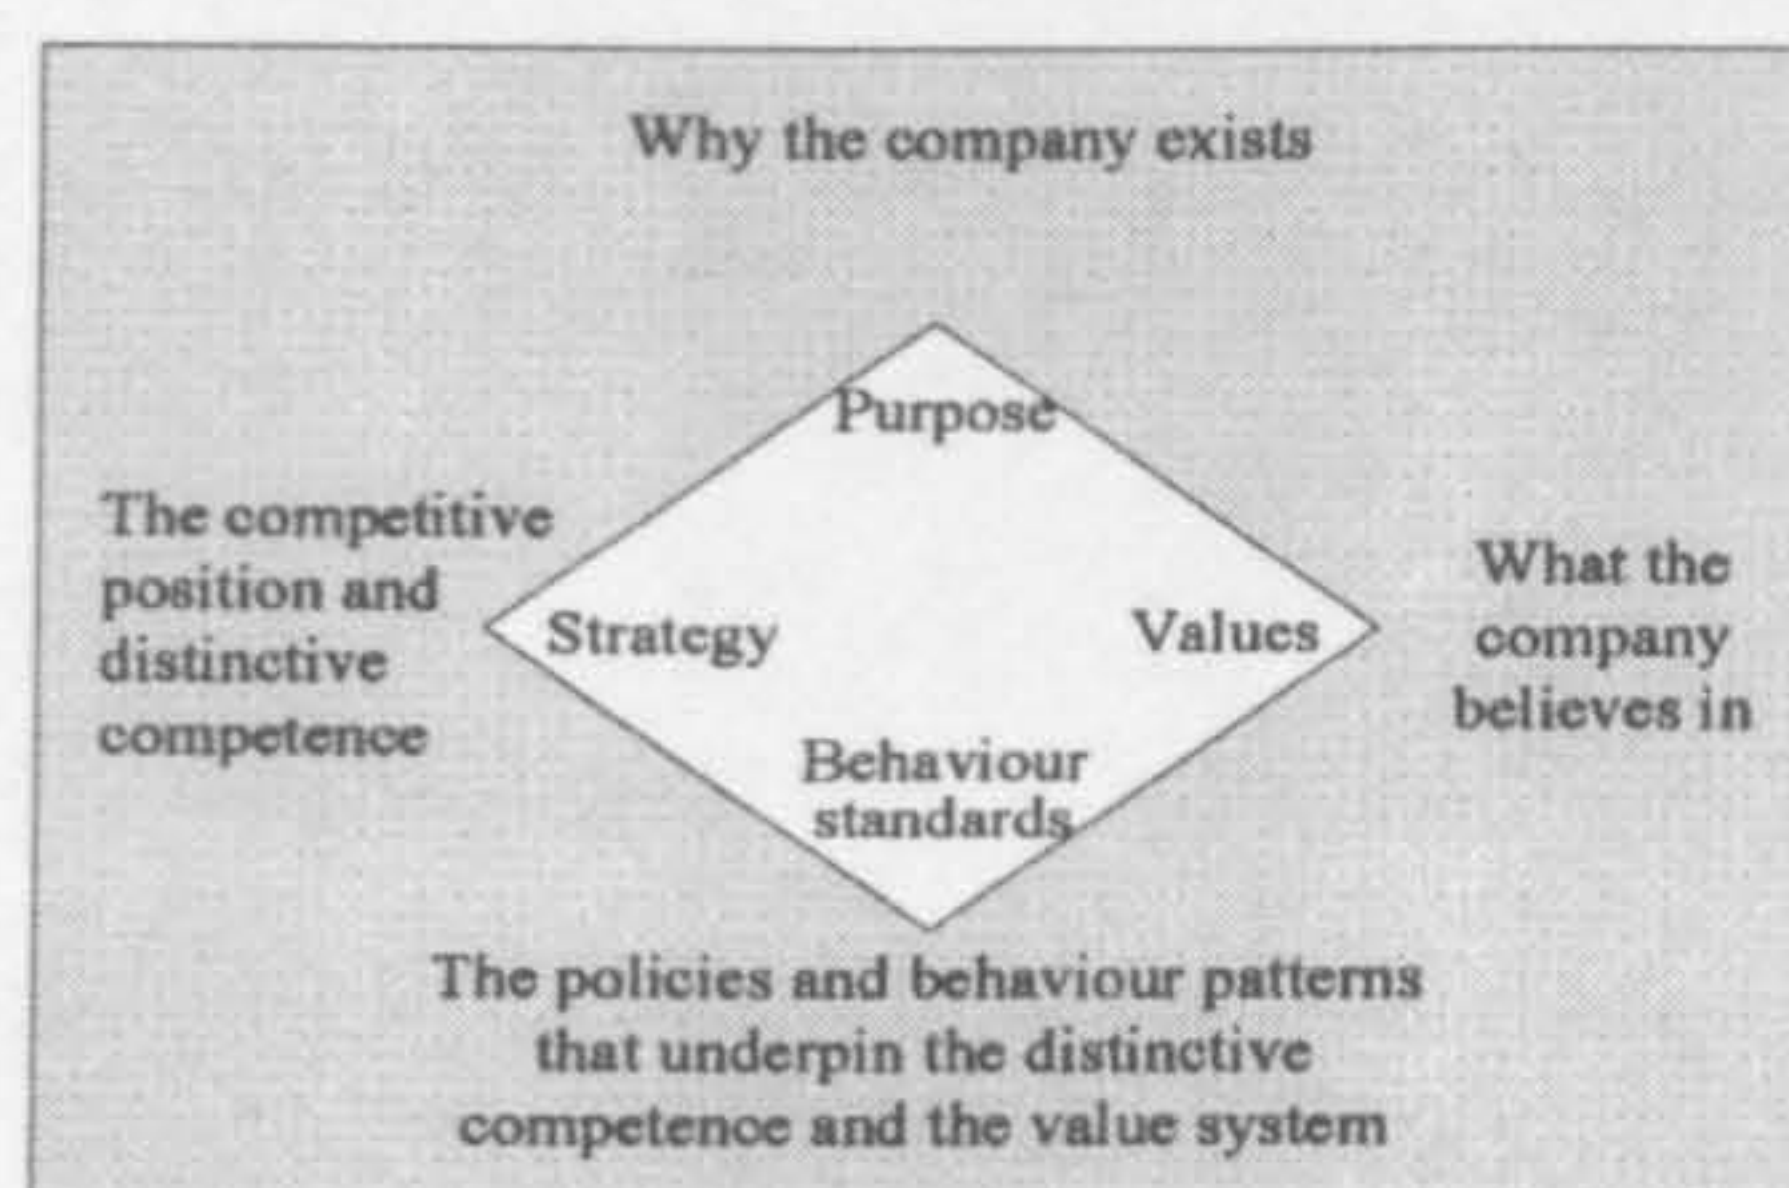 Why the company exists
Purpose
The competitive
position and
distinctive
competence
Strategy
Values
What the
company
believes in
Behaviour
standards
The policies and behaviour patterns
that underpin the distinctive
competence and the value system